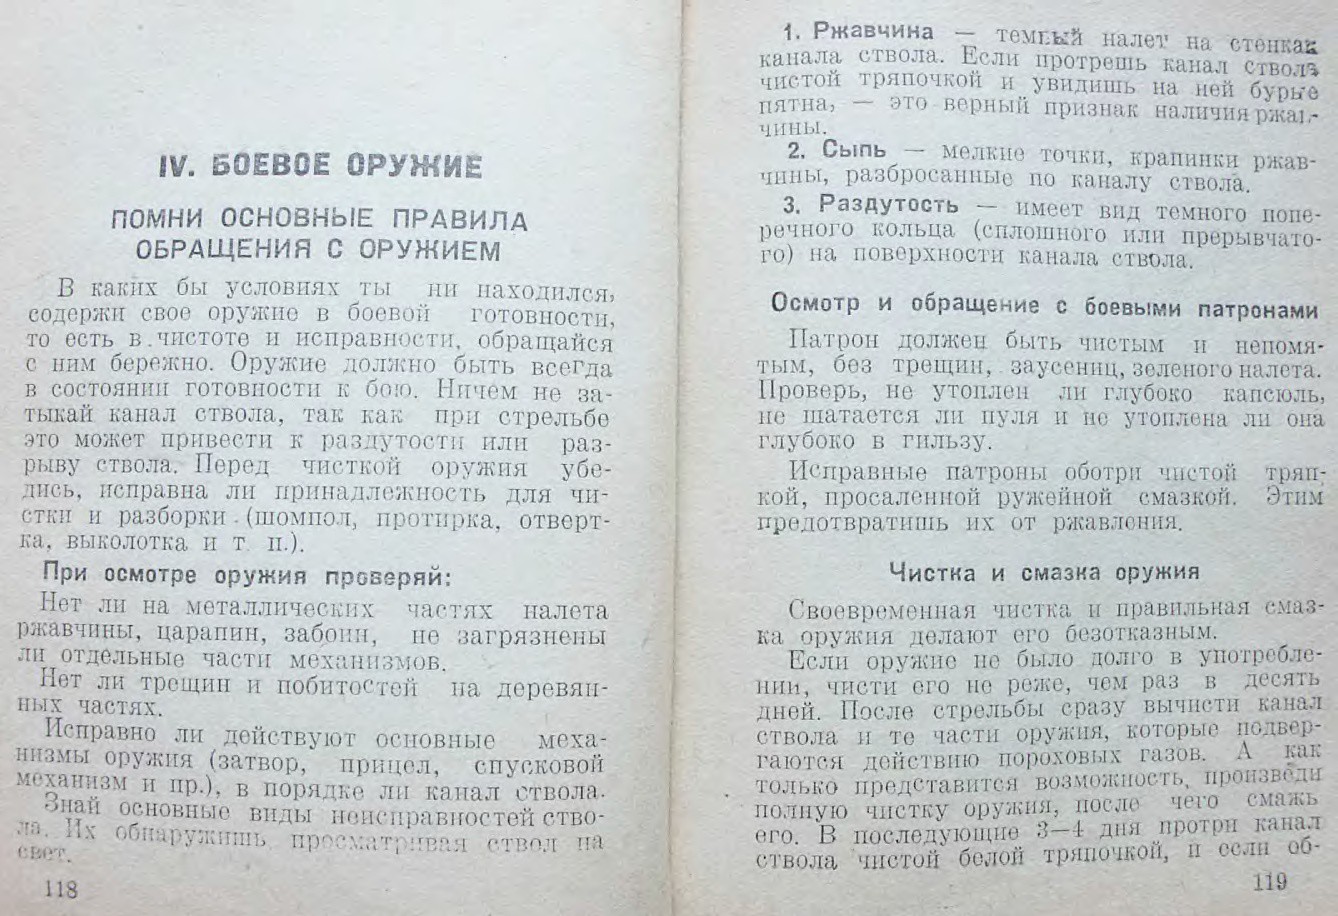 IV. БОЕВОЕ ОРУЖИЕ
ПОМНИ ОСНОВНЫЕ ПРАВИЛА
ОБРАЩЕНИЯ С ОРУЖИЕМ
В каких бы условиях ты ни находился,
содержи свое оружие в боевой готовности,
то есть в чистоте и исправности, обращайся
с ним бережно. Оружие должно быть всегда
в состоянии готовности к бою. Ничем не за-
тыкай канал ствола, так как при стрельбе
это может привести к раздутости или раз-
рыву ствола. Перед чисткой оружия убе-
дись, исправна ли принадлежность для чи-
стки и разборки (шомпол, протирка, отверт-
ка, выколотка и т. п.).
При осмотре оружия проверяй:
Нет ли на металлических частях налета
ржавчины, царапин, забоин, не загрязнены
ли отдельные части механизмов.
Нет ли трещин и побитостей на деревян-
ных частях.
Исправно ли действуют основные меха-
низмы оружия (затвор, прицел, спусковой
механизм и пр.), в порядке ли канал ствола.
Знай основные виды неисправностей ство-
ла. Их обнаружишь, просматривая ствол на
свет.
118
1. Ржавчина — темный налет на стенках
канала ствола. Если протрешь канал ствола
чистой тряпочкой и увидишь на ней бурые
пятна, — это верный признак наличия ржав-
чины.
2. Сыпь — мелкие точки, крапинки ржав-
чины, разбросанные по каналу ствола.
3. Раздутость — имеет вид темного попе-
речного кольца (сплошного или прерывчато-
го) на поверхности канала ствола.
Осмотр и обращение с боевыми патронами
Патрон должен быть чистым и непомя-
тым, без трещин, заусениц, зеленого налета.
Проверь, не утоплен ли глубоко капсюль,
не шатается ли пуля и не утоплена ли она
глубоко в гильзу.
Исправные патроны оботри чистой тряп-
кой, просаленной ружейной смазкой. Этим
предотвратишь их от ржавления.
Чистка и смазка оружия
Своевременная чистка и правильная смаз-
ка оружия делают его безотказным.
Если оружие не было долго в употребле-
нии, чисти его не реже, чем раз в десять
дней. После стрельбы сразу вычисти канал
ствола и те части оружия, которые подвер-
гаются действию пороховых газов. А как
только представится возможность, произведи
полную чистку оружия, после чего смажь
его. В последующие 3—4 дня протри канал
ствола чистой белой тряпочкой, и если об-
119